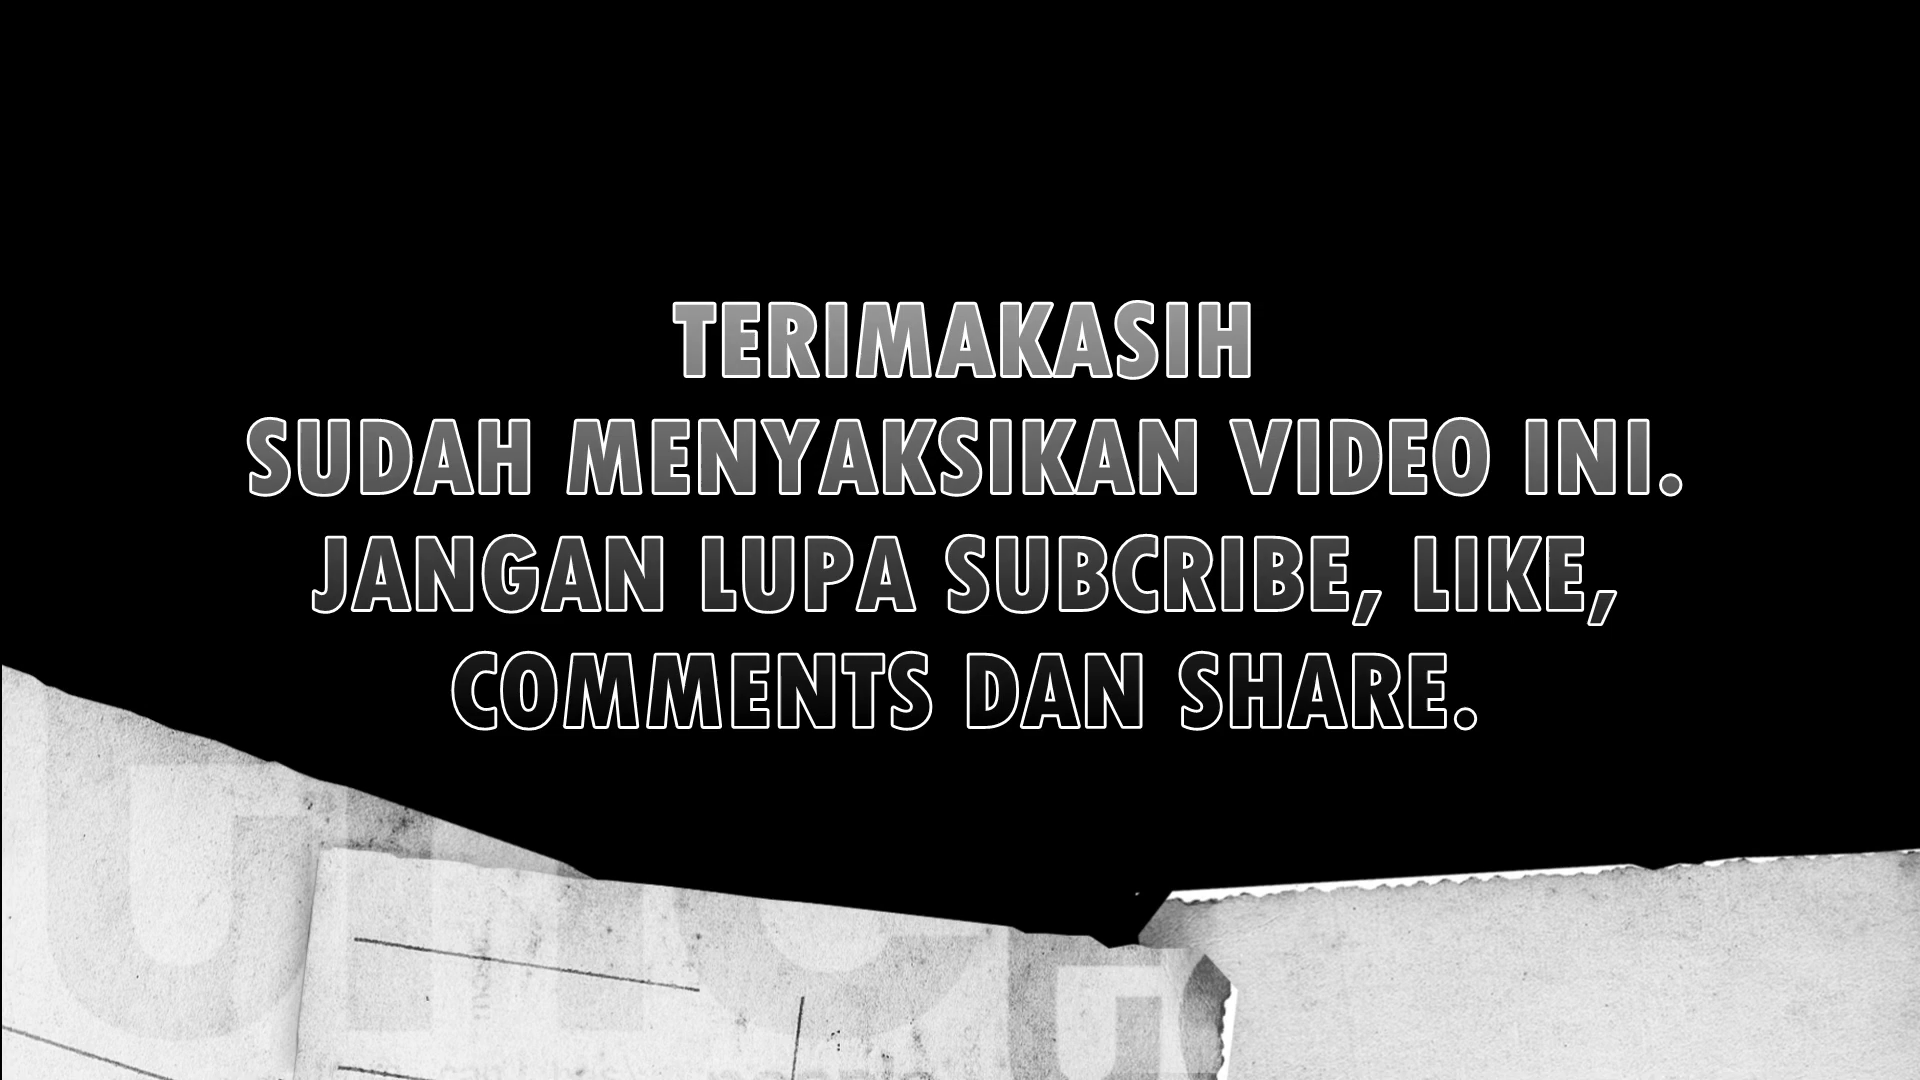 TERIMAKASIH
SUDAH MENYAKSIKAN VIDEO INI.
JANGAN LUPA SUBCRIBE, LIKE,
COMMENTS DAN SHARE.